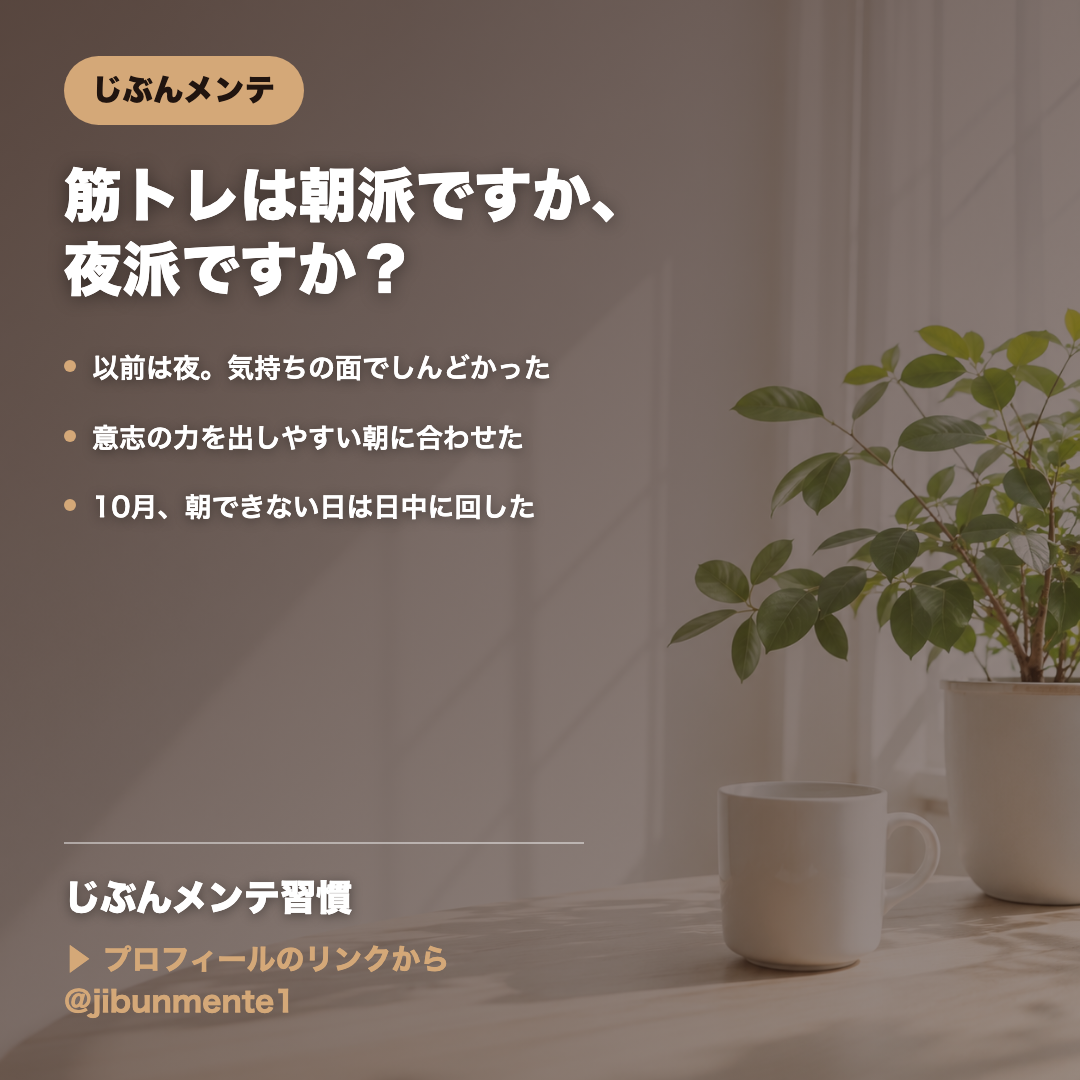 じぶんメンテ
筋トレは朝派ですか、
夜派ですか？
以前は夜。気持ちの面でしんどかった
意志の力を出しやすい朝に合わせた
10月、朝できない日は日中に回した
じぶんメンテ習慣
▶ プロフィールのリンクから
@jibunmente1